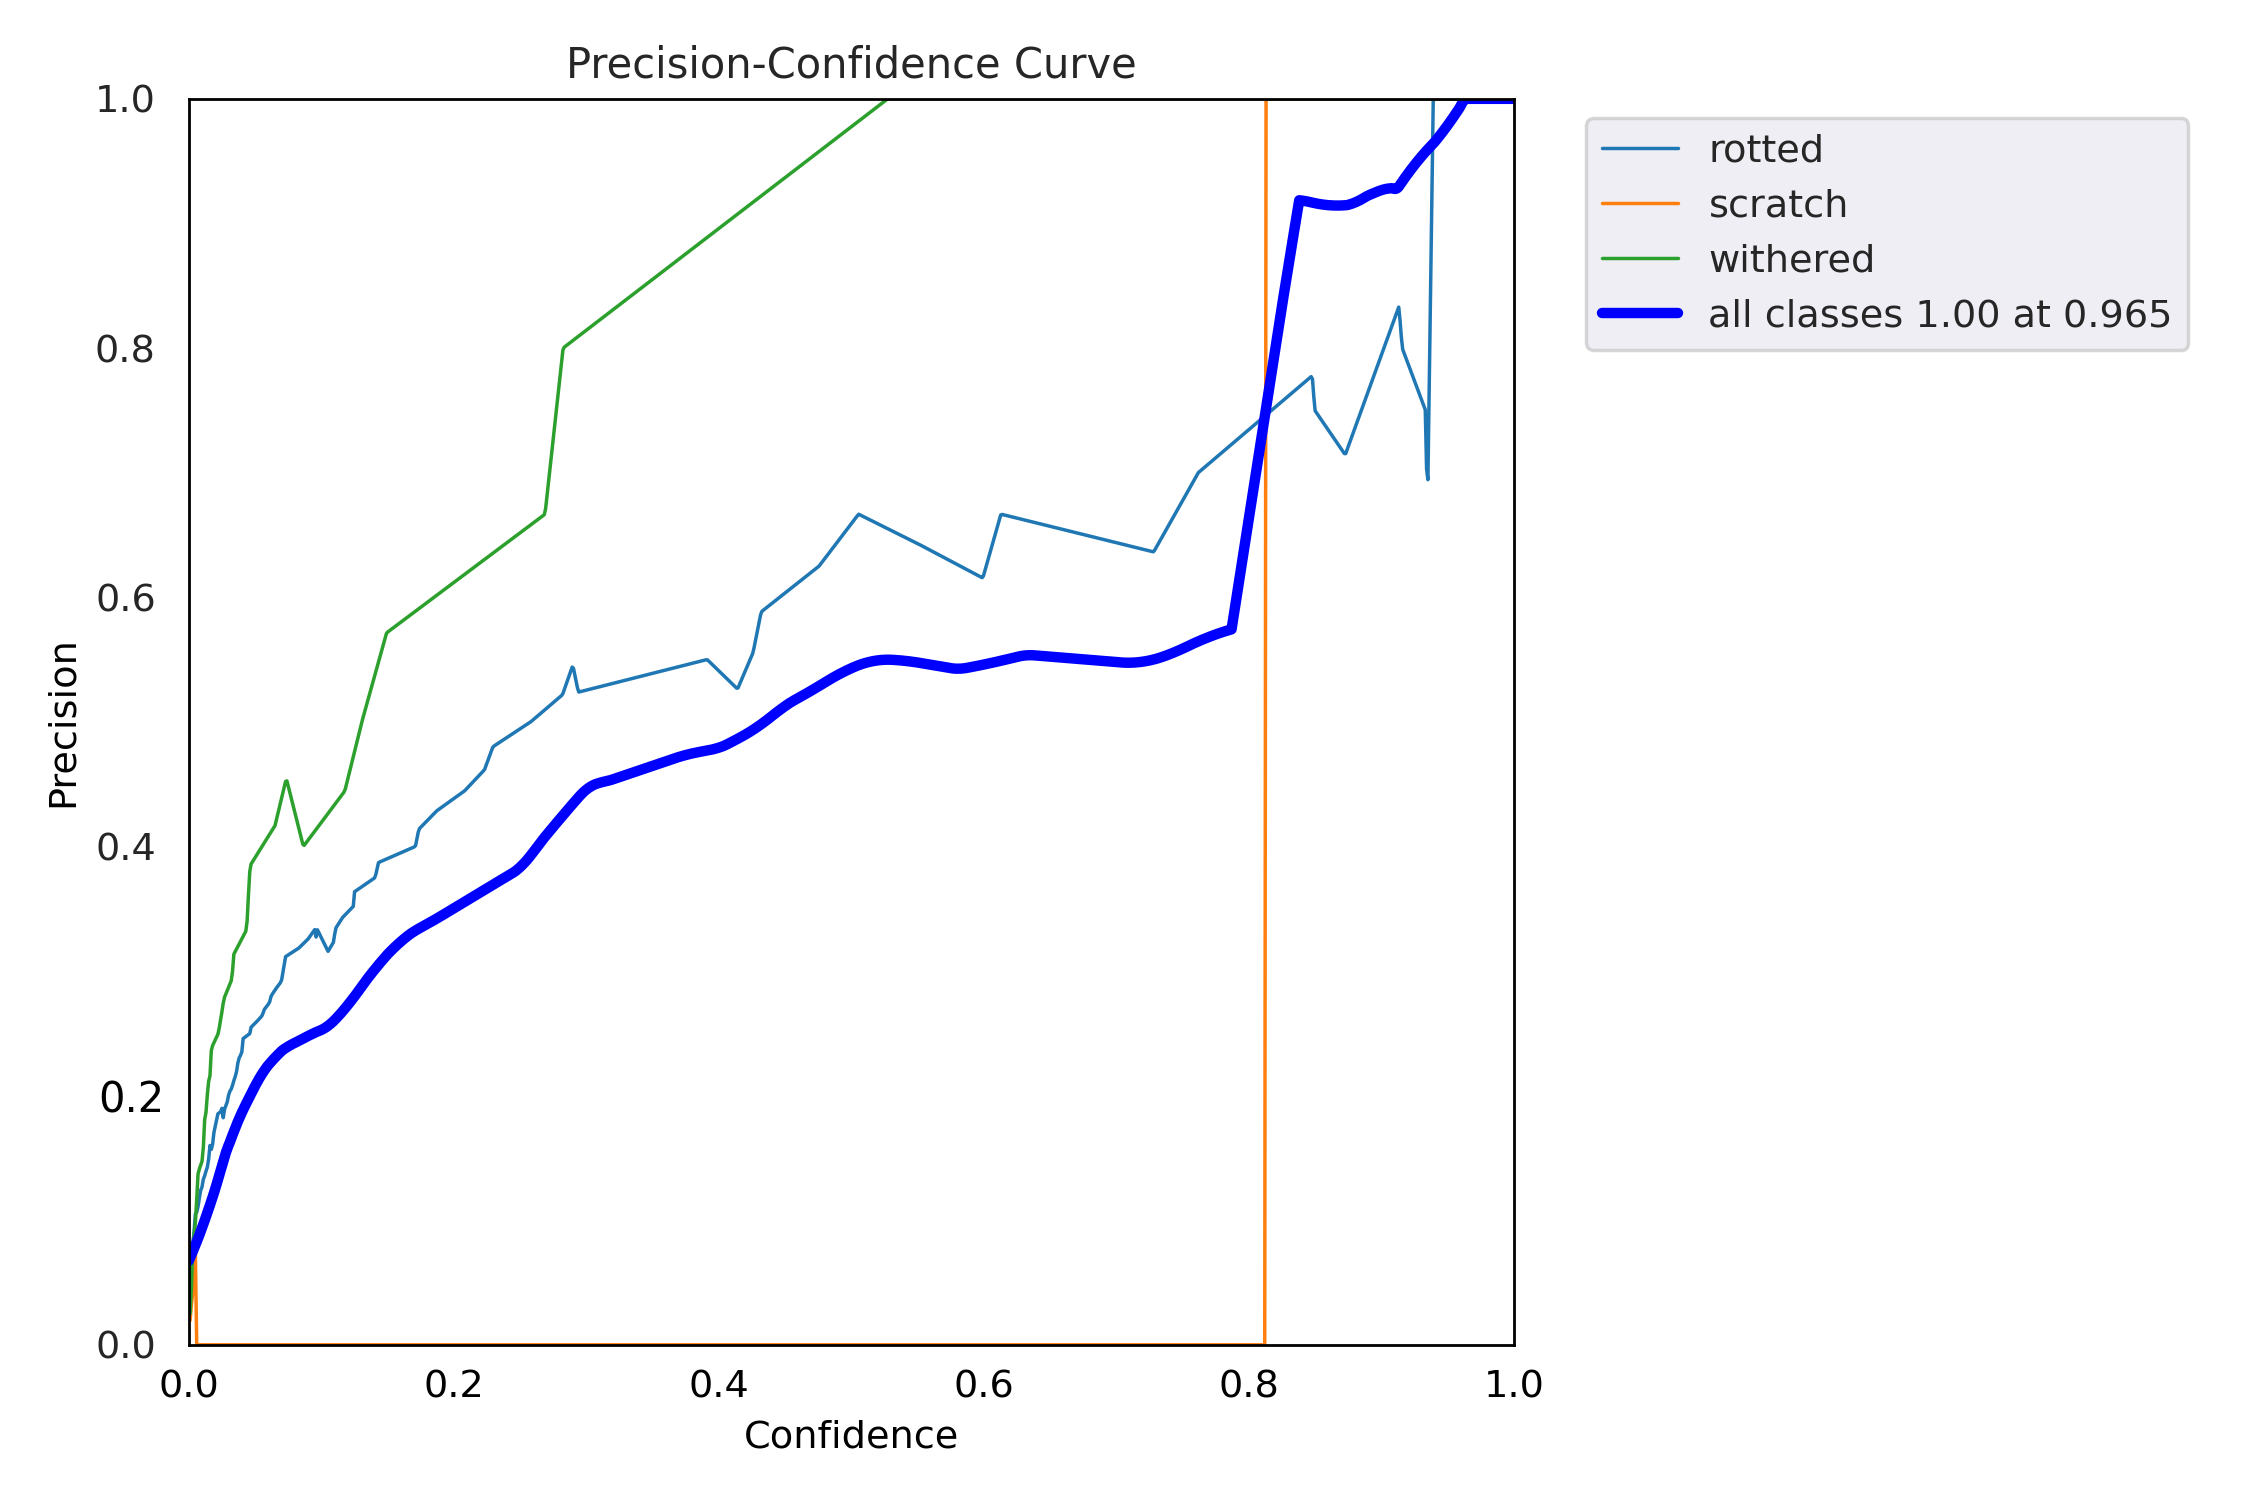 Precision-Confidence Curve
1.0
0.8
0.6
0.4
0.2
0.0
Precision
0.0 0.2 0.4 0.6 0.8 1.0
Confidence
rotted
scratch
withered
all classes 1.00 at 0.965